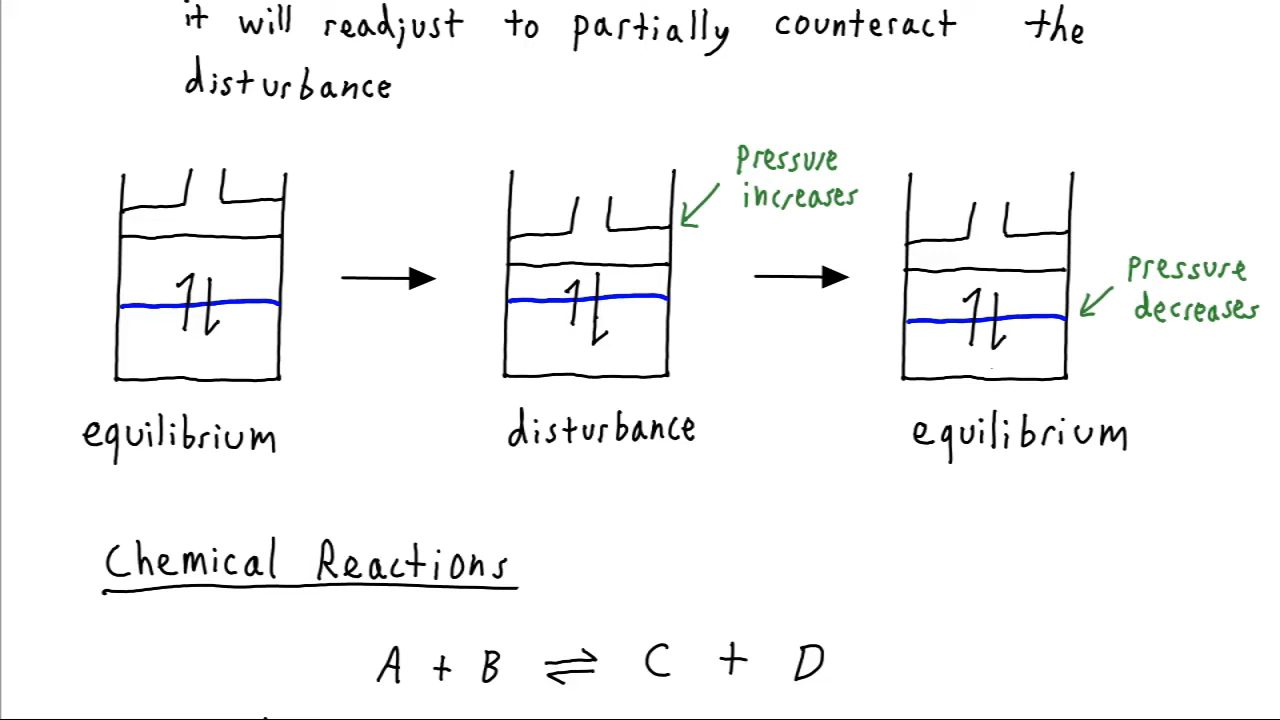 it will readjust to partially counteract the
disturbance
pressure
increases
pressure
decreases
equilibrium
disturbance
equilibrium
Chemical Reactions
A + B ⇌ C + D